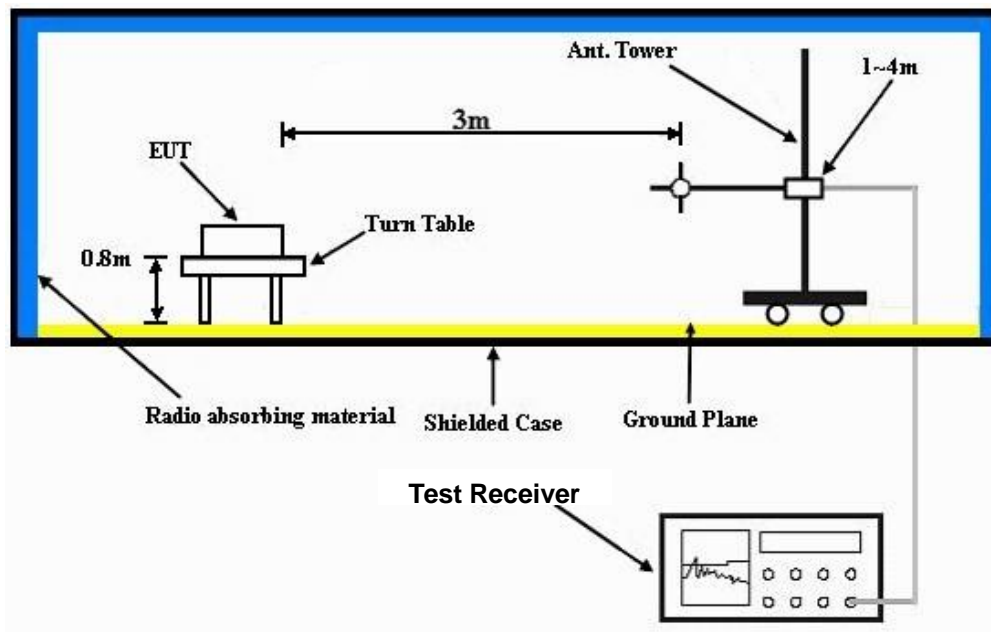 Ant. Tower
1~4m
3m
EUT
Turn Table
0.8m
Radio absorbing material
Shielded Case
Ground Plane
Test Receiver